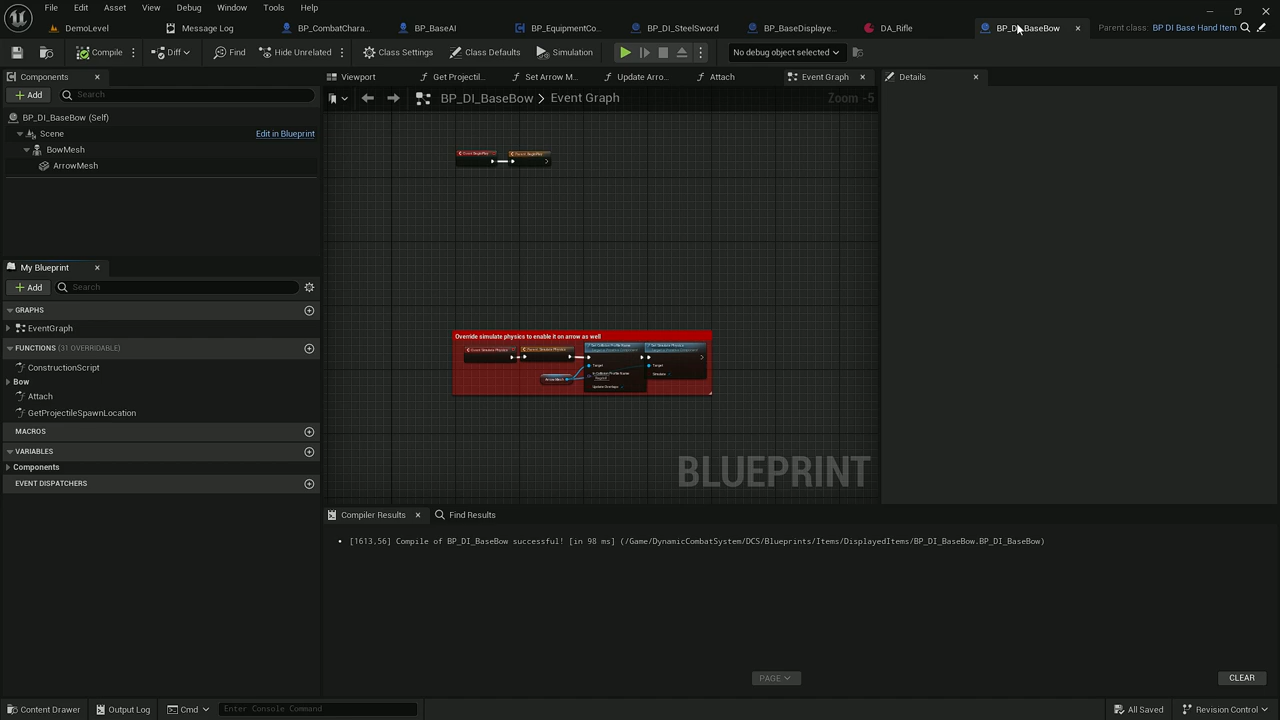 File Edit Asset View Debug Window Tools Help
DemoLevel Message Log BP_CombatChara... BP_BaseAI BP_EquipmentCo... BP_DI_SteelSword BP_BaseDisplaye... DA_Rifle BP_DI_BaseBow Parent class: BP DI Base Hand Item
Compile Diff Find Hide Unrelated Class Settings Class Defaults Simulation No debug object selected
Components Viewport Get Projectil... Set Arrow M... Update Arro... Attach Event Graph Details
Add Search
BP_DI_BaseBow > Event Graph Zoom -5
BP_DI_BaseBow (Self)
Scene Edit in Blueprint
BowMesh
ArrowMesh
My Blueprint
Add Search
GRAPHS
EventGraph
FUNCTIONS (31 OVERRIDABLE)
ConstructionScript
Bow
Attach
GetProjectileSpawnLocation
MACROS
VARIABLES
Components
EVENT DISPATCHERS
Override simulate physics to enable it on arrow as well
Target
Target
Simulate
BLUEPRINT
Compiler Results Find Results
• [1613,56] Compile of BP_DI_BaseBow successful! [in 98 ms] (/Game/DynamicCombatSystem/DCS/Blueprints/Items/DisplayedItems/BP_DI_BaseBow.BP_DI_BaseBow)
PAGE CLEAR
Content Drawer Output Log Cmd Enter Console Command All Saved Revision Control